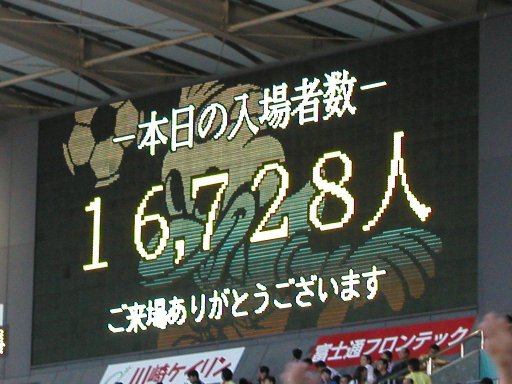 －本日の入場者数－
16,728人
ご来場ありがとうございます
川崎ケイリン
富士通フロンテック